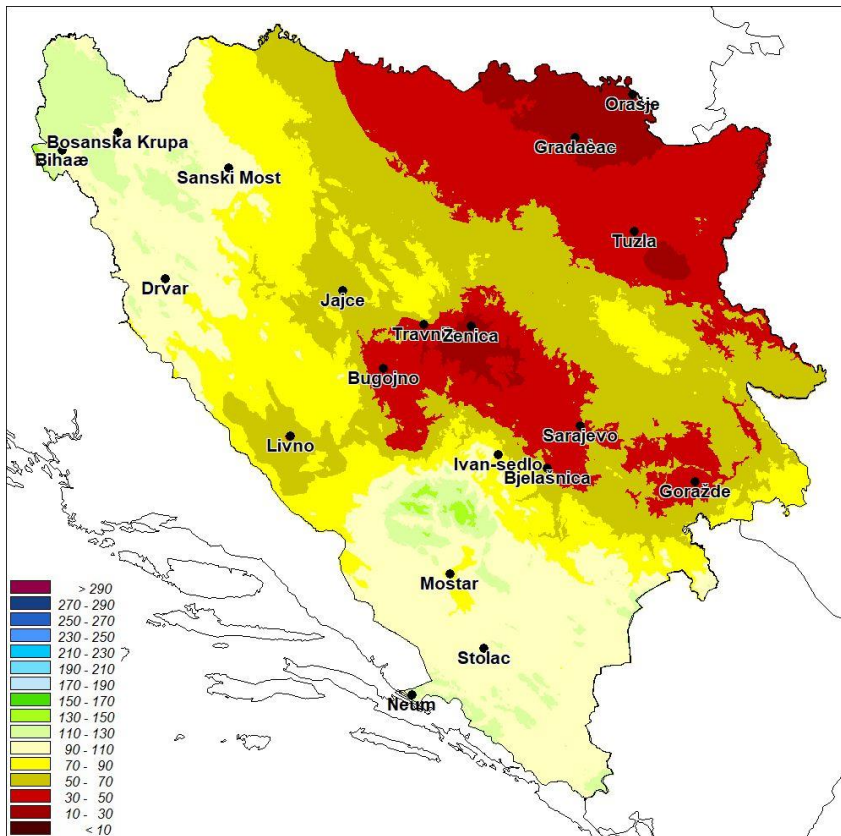 Orašje
Gradaèac
Bosanska Krupa
Bihaæ
Sanski Most
Tuzla
Drvar
Jajce
Travnik
Zenica
Bugojno
Sarajevo
Livno
Ivan-sedlo
Bjelašnica
Goražde
Mostar
Stolac
Neum
> 290
270 - 290
250 - 270
230 - 250
210 - 230
190 - 210
170 - 190
150 - 170
130 - 150
110 - 130
90 - 110
70 - 90
50 - 70
30 - 50
10 - 30
< 10